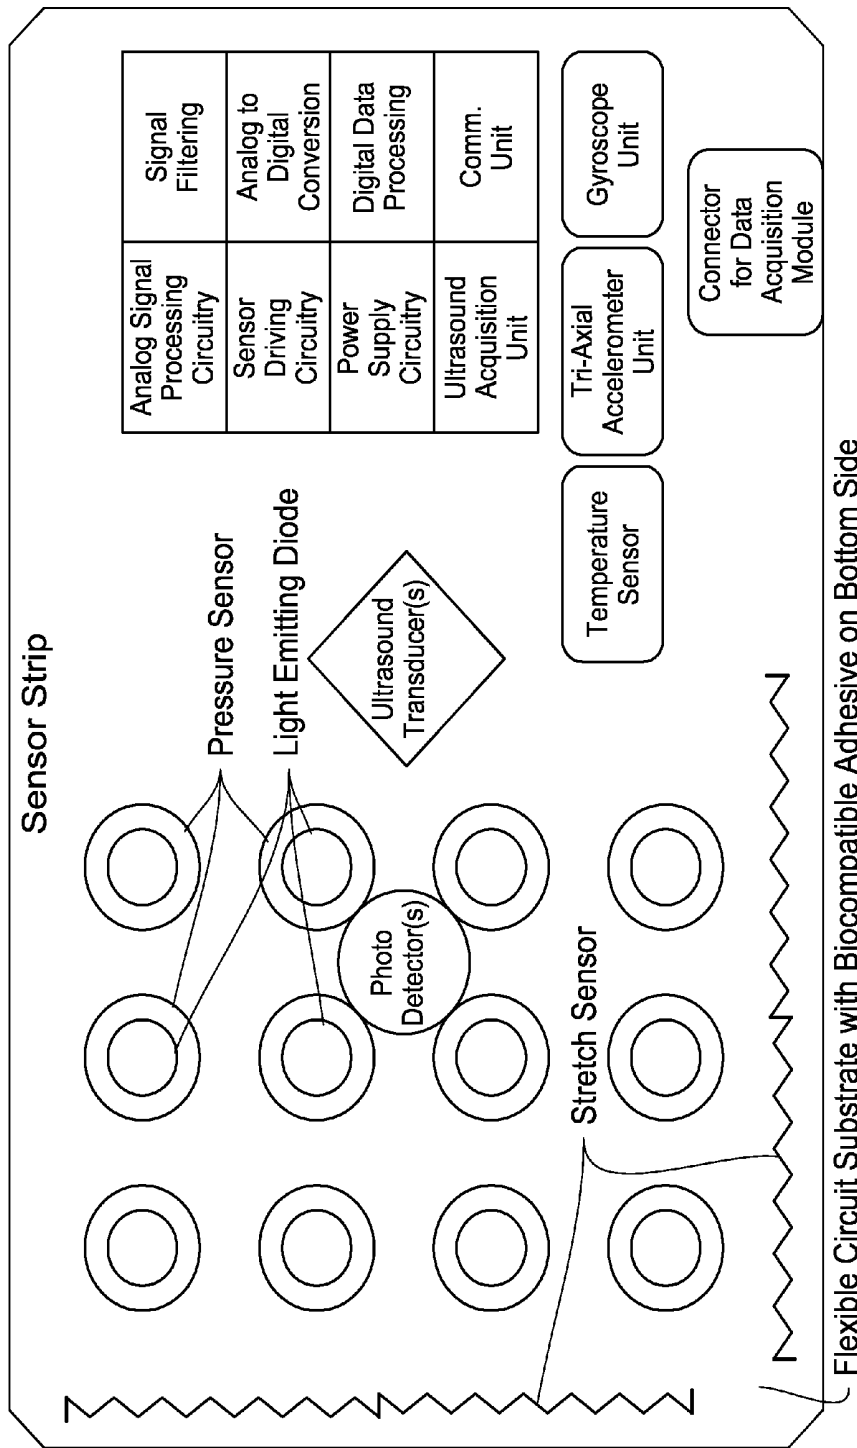 Sensor Strip
Pressure Sensor
Light Emitting Diode
Photo
Detector(s)
Ultrasound
Transducer(s)
Stretch Sensor
Analog Signal
Processing
Circuitry
Signal
Filtering
Sensor
Driving
Circuitry
Analog to
Digital
Conversion
Power
Supply
Circuitry
Digital Data
Processing
Ultrasound
Acquisition
Unit
Comm.
Unit
Temperature
Sensor
Tri-Axial
Accelerometer
Unit
Gyroscope
Unit
Connector
for Data
Acquisition
Module
Flexible Circuit Substrate with Biocompatible Adhesive on Bottom Side